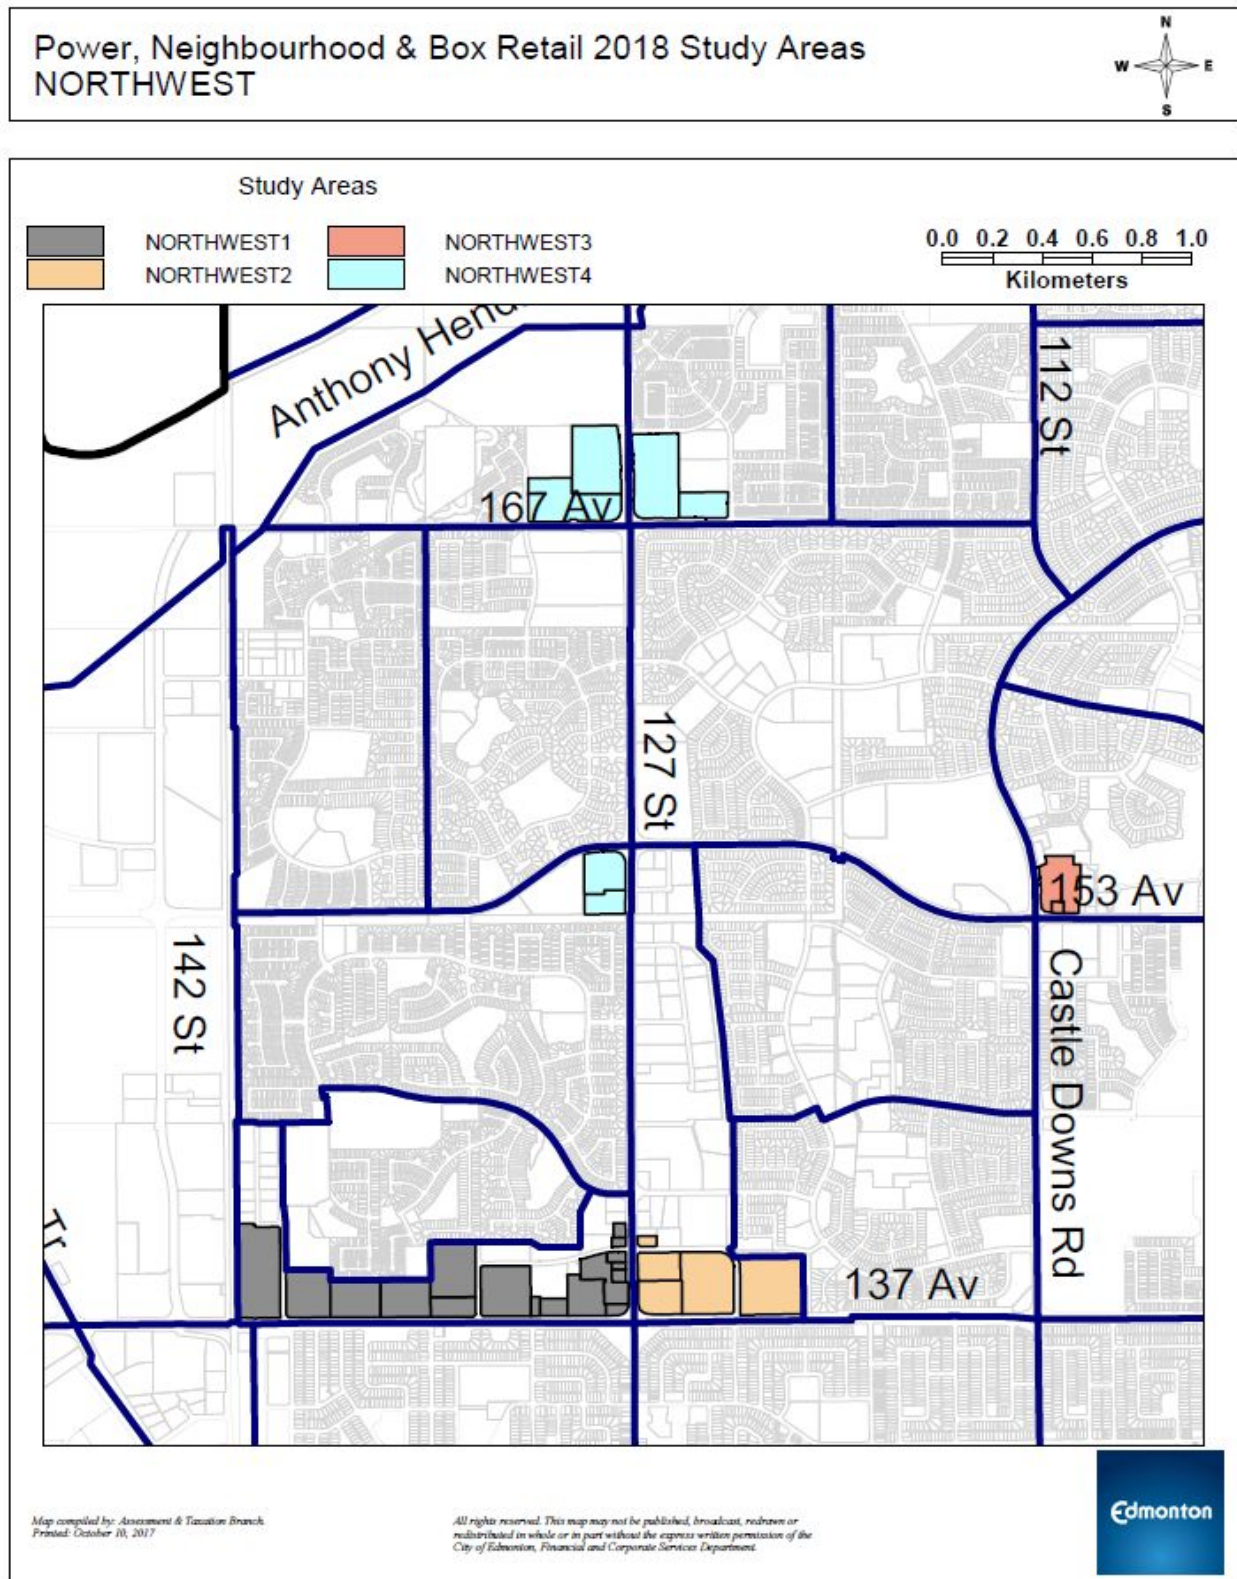 Power, Neighbourhood & Box Retail 2018 Study Areas
NORTHWEST
N
W E
S
Study Areas
NORTHWEST1 NORTHWEST3
NORTHWEST2 NORTHWEST4
0.0 0.2 0.4 0.6 0.8 1.0
Kilometers
Anthony
112 St
167 Av
127 St
153 Av
142 St
Castle Downs Rd
Tr
137 Av
Map compiled by: Assessment & Taxation Branch.
Printed: October 10, 2017
All rights reserved. This map may not be published, broadcast, redrawn or
redistributed in whole or in part without the express written permission of the
City of Edmonton, Financial and Corporate Services Department.
Edmonton